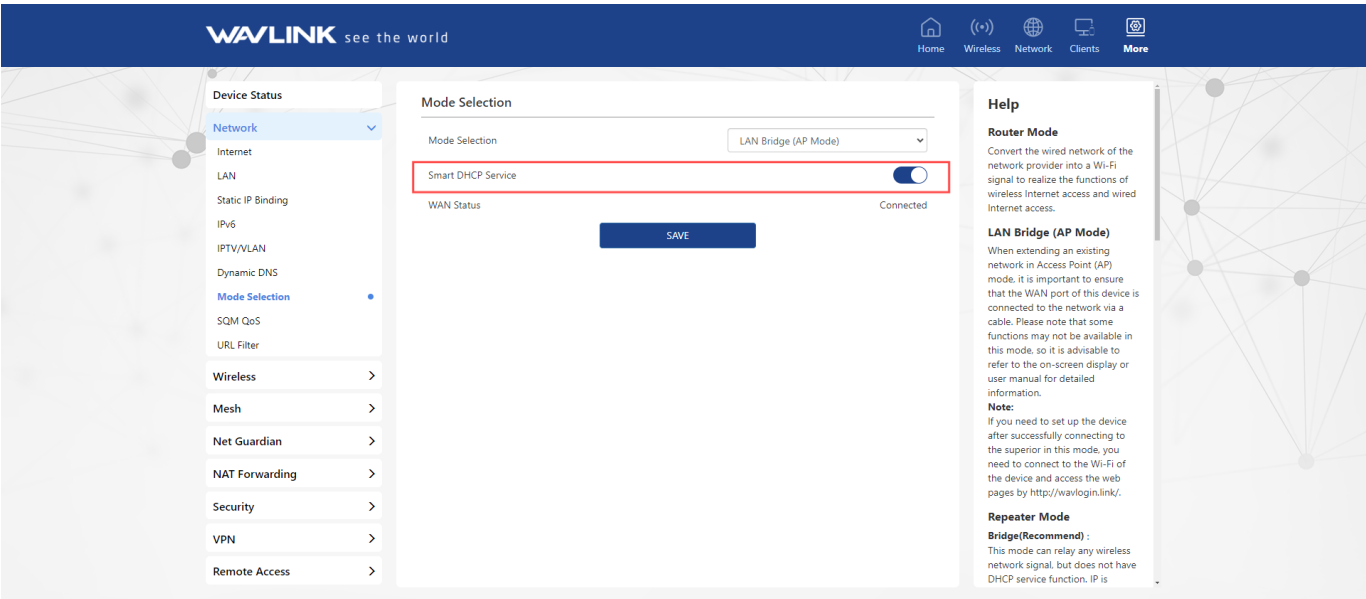 WAVLINK see the world
Home
Wireless
Network
Clients
More
Device Status
Network
Internet
LAN
Static IP Binding
IPv6
IPTV/VLAN
Dynamic DNS
Mode Selection
SQM QoS
URL Filter
Wireless
Mesh
Net Guardian
NAT Forwarding
Security
VPN
Remote Access
Mode Selection
Mode Selection
LAN Bridge (AP Mode)
Smart DHCP Service
WAN Status
Connected
SAVE
Help
Router Mode
Convert the wired network of the
network provider into a Wi-Fi
signal to realize the functions of
wireless Internet access and wired
Internet access.
LAN Bridge (AP Mode)
When extending an existing
network in Access Point (AP)
mode, it is important to ensure
that the WAN port of this device is
connected to the network via a
cable. Please note that some
functions may not be available in
this mode, so it is advisable to
refer to the on-screen display or
user manual for detailed
information.
Note:
If you need to set up the device
after successfully connecting to
the superior in this mode, you
need to connect to the Wi-Fi of
the device and access the web
pages by http://wavlogin.link/.
Repeater Mode
Bridge(Recommend) :
This mode can relay any wireless
network signal, but does not have
DHCP service function. IP is